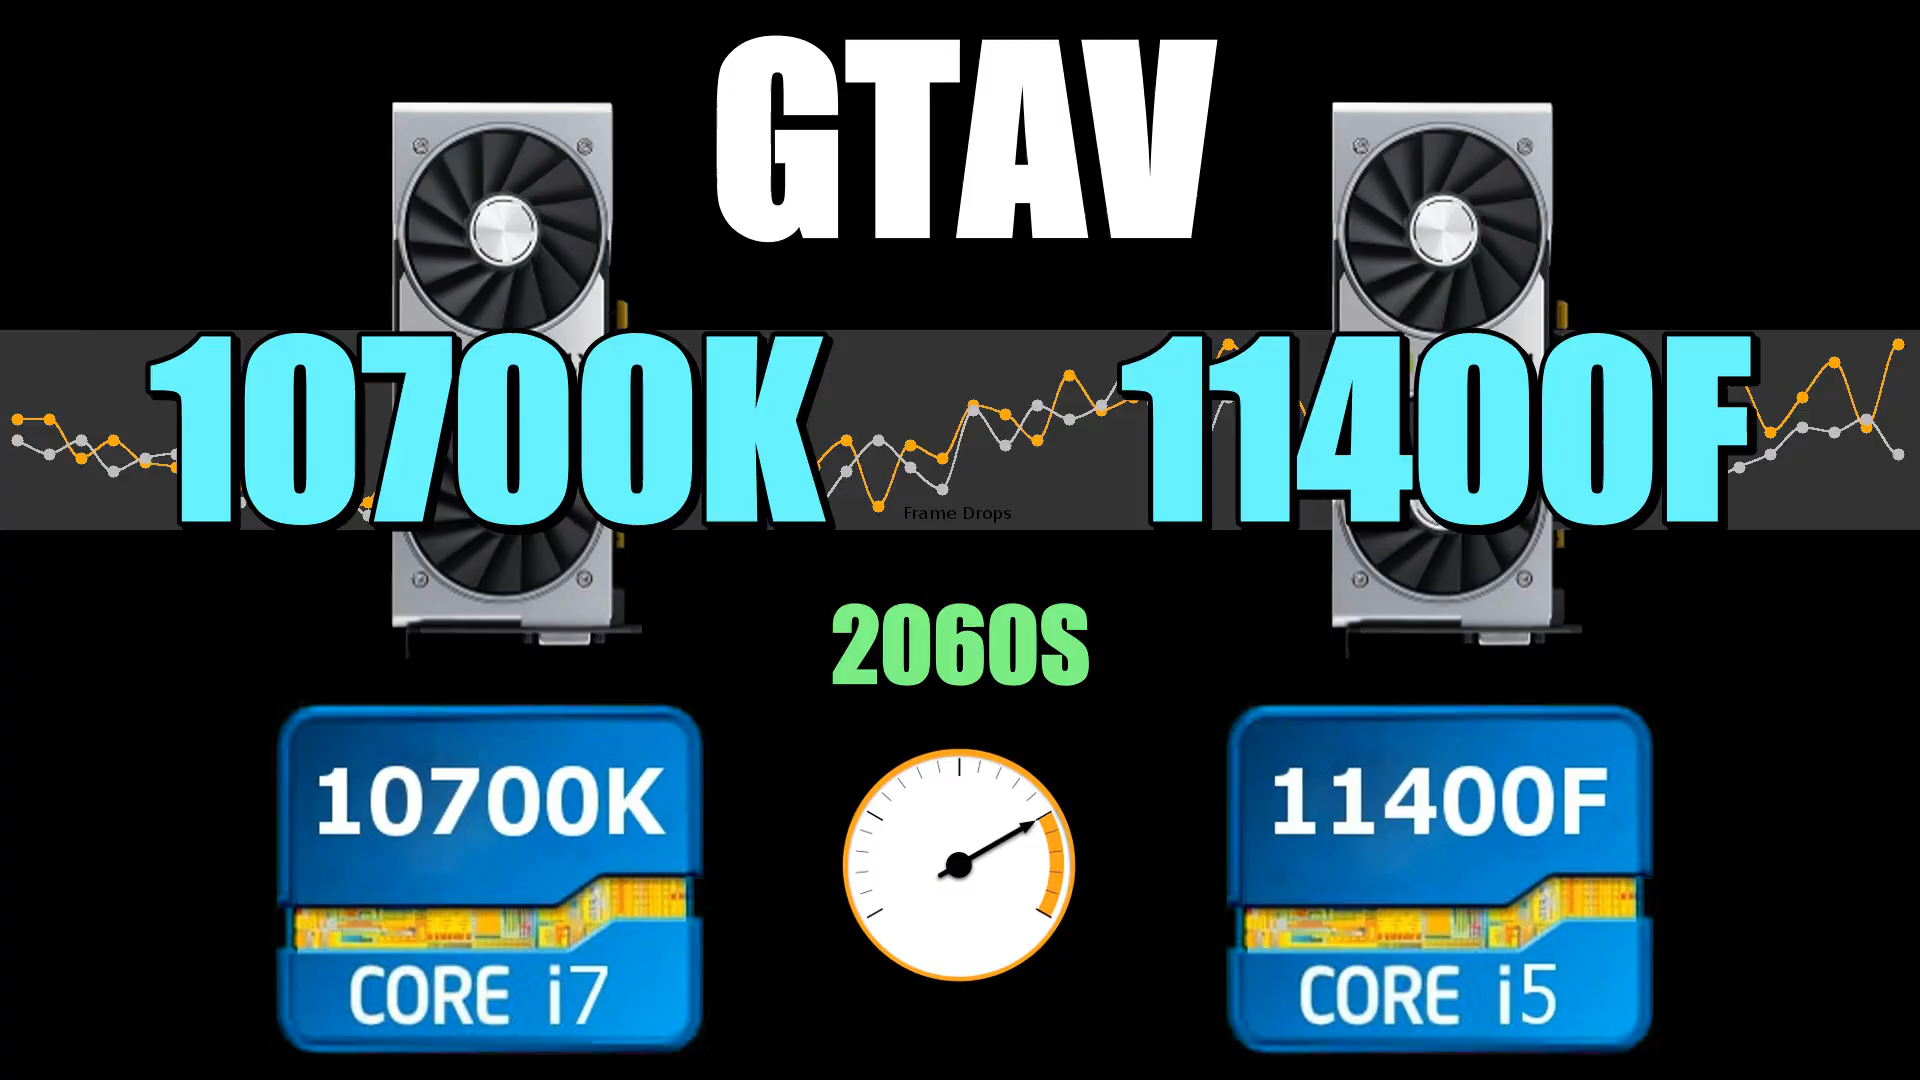 GTAV
10700K
11400F
Frame Drops
2060S
10700K
CORE i7
11400F
CORE i5